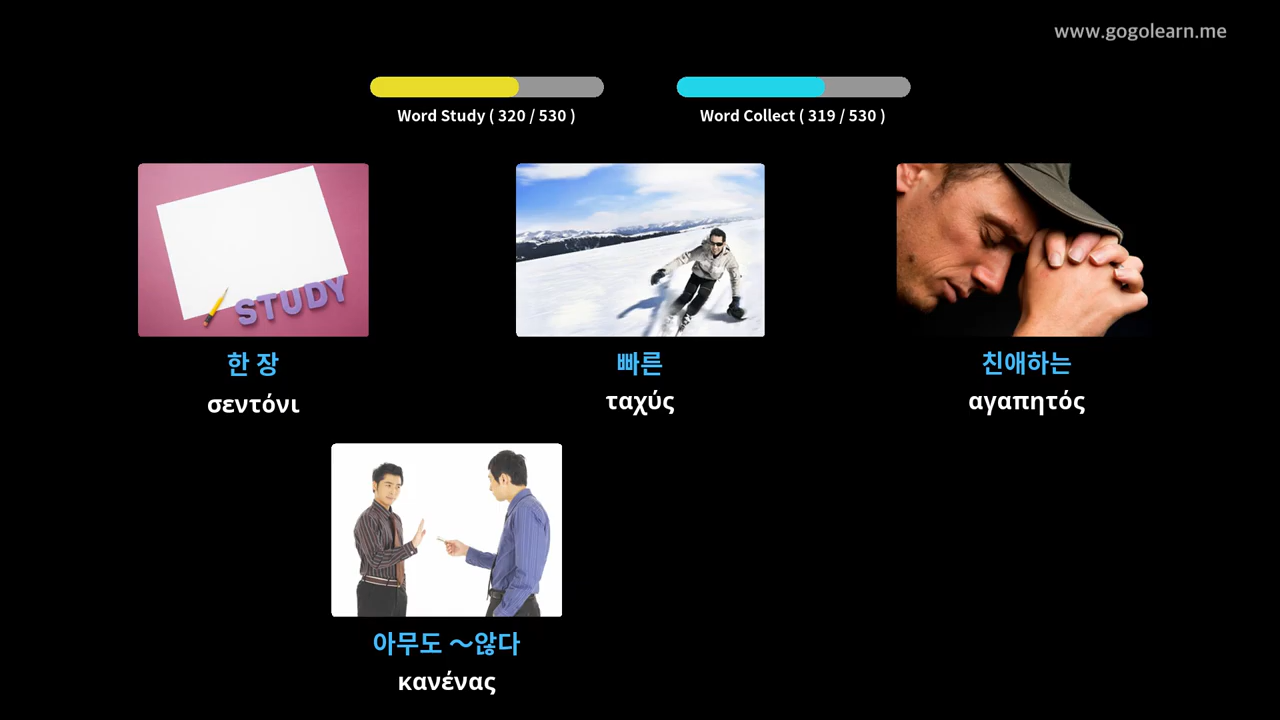 www.gogolearn.me
Word Study ( 320 / 530 )
Word Collect ( 319 / 530 )
STUDY
한 장
σεντόνι
빠른
ταχύς
친애하는
αγαπητός
아무도 ～않다
κανένας